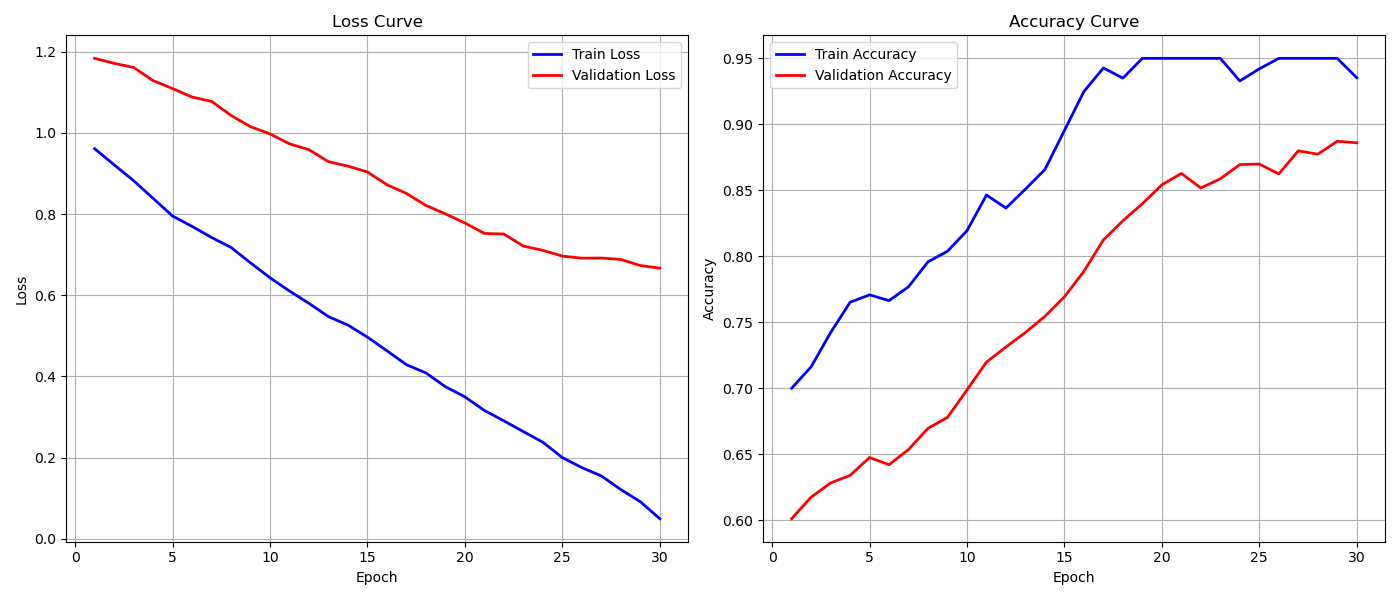 Loss Curve
Train Loss
Validation Loss
1.2
1.0
0.8
0.6
0.4
0.2
0.0
Loss
0 5 10 15 20 25 30
Epoch
Accuracy Curve
Train Accuracy
Validation Accuracy
0.95
0.90
0.85
0.80
0.75
0.70
0.65
0.60
Accuracy
0 5 10 15 20 25 30
Epoch